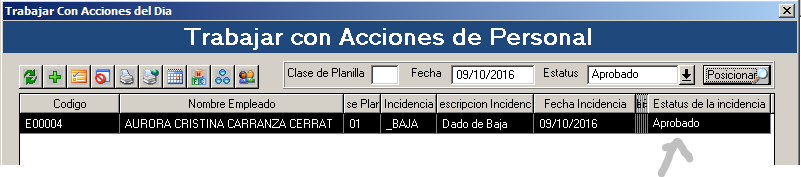 Trabajar Con Acciones del Dia
Trabajar con Acciones de Personal
Clase de Planilla Fecha 09/10/2016 Estatus Aprobado Posicionar
Codigo Nombre Empleado se Plar Incidencia escripcion Incidenc Fecha Incidencia Estatus de la incidencia
E00004 AURORA CRISTINA CARRANZA CERRAT 01 _BAJA Dado de Baja 09/10/2016 Aprobado